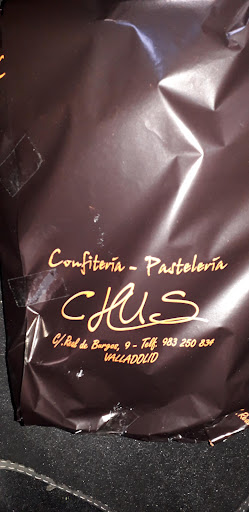 Confitería - Pastelería
CHUS
C/. Real de Burgos, 9 - Telf. 983 250 834
VALLADOLID